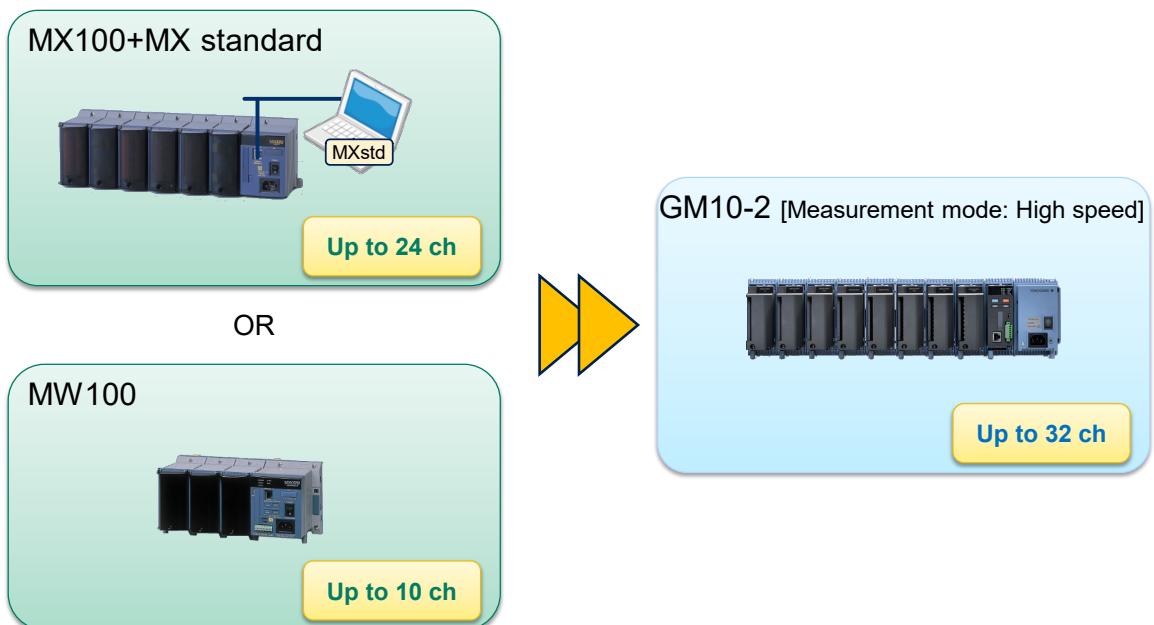 MX100+MX standard
MXstd
Up to 24 ch
OR
MW100
Up to 10 ch
GM10-2 [Measurement mode: High speed]
Up to 32 ch